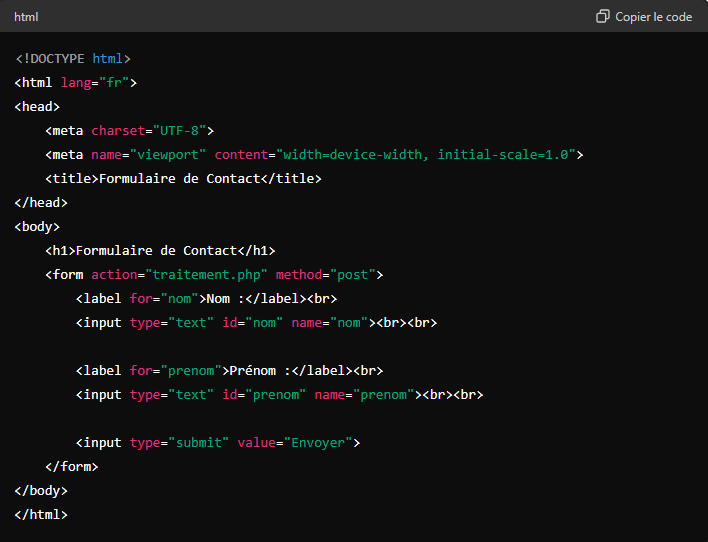 html
Copier le code
<!DOCTYPE html>
<html lang="fr">
<head>
    <meta charset="UTF-8">
    <meta name="viewport" content="width=device-width, initial-scale=1.0">
    <title>Formulaire de Contact</title>
</head>
<body>
    <h1>Formulaire de Contact</h1>
    <form action="traitement.php" method="post">
        <label for="nom">Nom :</label><br>
        <input type="text" id="nom" name="nom"><br><br>

        <label for="prenom">Prénom :</label><br>
        <input type="text" id="prenom" name="prenom"><br><br>

        <input type="submit" value="Envoyer">
    </form>
</body>
</html>